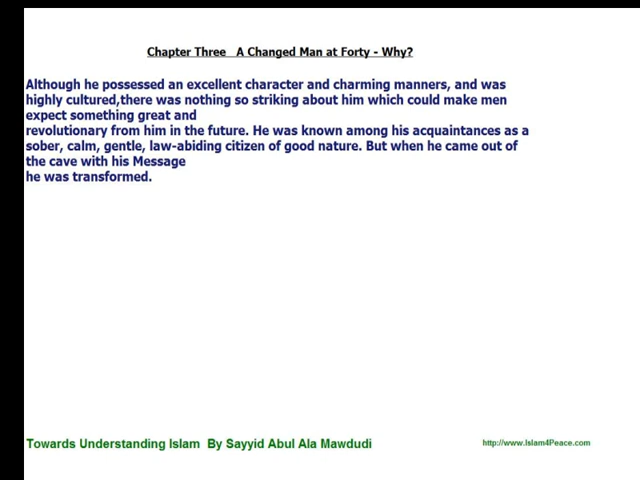 Chapter Three   A Changed Man at Forty - Why?
Although he possessed an excellent character and charming manners, and was
highly cultured,there was nothing so striking about him which could make men
expect something great and
revolutionary from him in the future. He was known among his acquaintances as a
sober, calm, gentle, law-abiding citizen of good nature. But when he came out of
the cave with his Message
he was transformed.
Towards Understanding Islam  By Sayyid Abul Ala Mawdudi
http://www.Islam4Peace.com